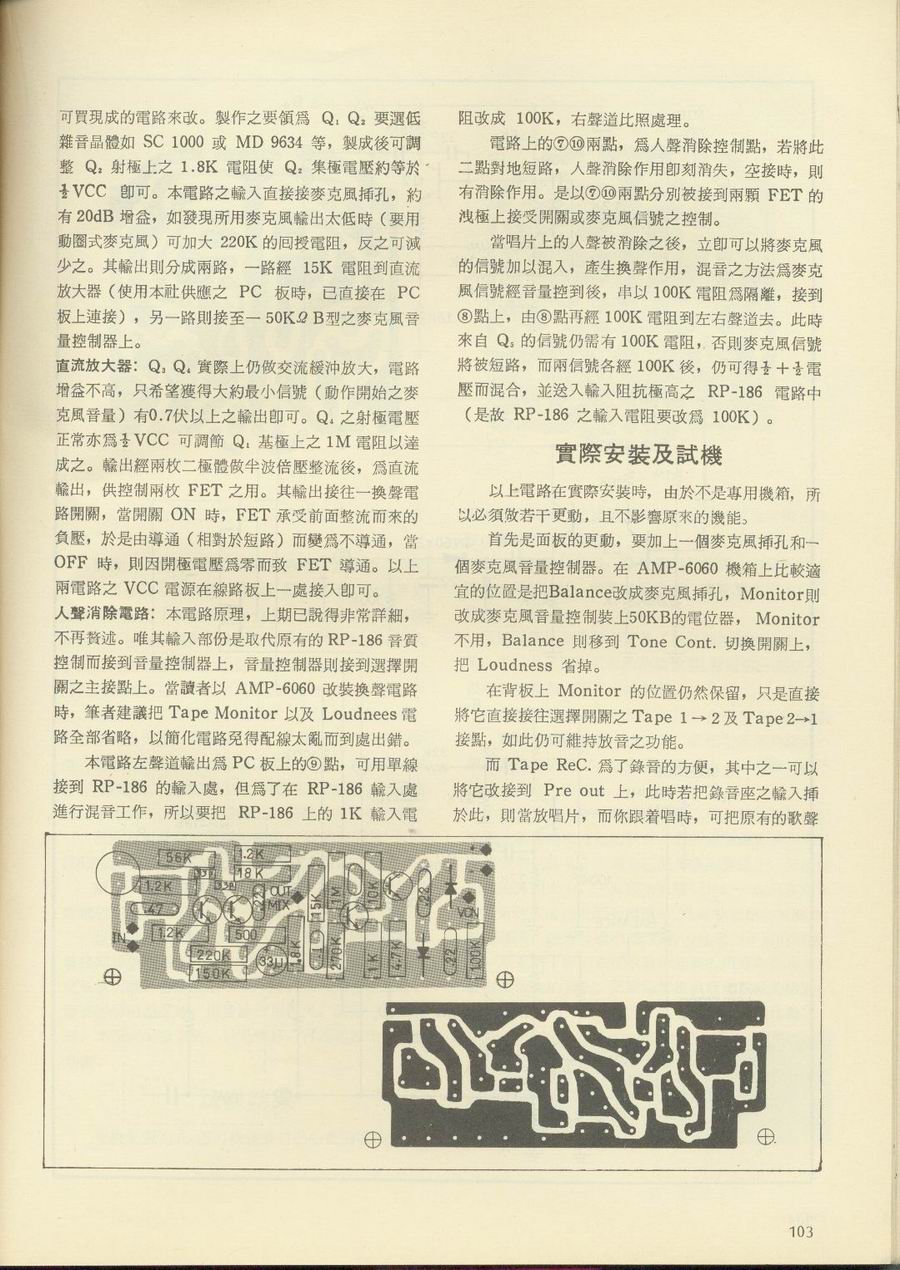 可買現成的電路來改。製作之要領爲 Q₁ Q₂ 要選低
雜音晶體如 SC 1000 或 MD 9634 等，製成後可調
整 Q₂ 射極上之 1.8K 電阻使 Q₂ 集極電壓約等於
½VCC 卽可。本電路之輸入直接接麥克風揷孔，約
有 20dB 增益，如發現所用麥克風輸出太低時（要用
動圈式麥克風）可加大 220K 的囘授電阻，反之可減
少之。其輸出則分成兩路，一路經 15K 電阻到直流
放大器（使用本社供應之 PC 板時，已直接在 PC
板上連接），另一路則接至一 50KΩ B型之麥克風音
量控制器上。
直流放大器：Q₃ Q₄ 實際上仍做交流緩沖放大，電路
增益不高，只希望獲得大約最小信號（動作開始之麥
克風音量）有0.7伏以上之輸出卽可。Q₄ 之射極電壓
正常亦爲½VCC 可調節 Q₁ 基極上之 1M 電阻以達
成之。輸出經兩枚二極體做半波倍壓整流後，爲直流
輸出，供控制兩枚 FET 之用。其輸出接往一換聲電
路開關，當開關 ON 時，FET 承受前面整流而來的
負壓，於是由導通（相對於短路）而變爲不導通，當
OFF 時，則因開極電壓爲零而致 FET 導通。以上
兩電路之 VCC 電源在線路板上一處接入卽可。
人聲消除電路：本電路原理，上期已說得非常詳細，
不再贅述。唯其輸入部份是取代原有的 RP-186 音質
控制而接到音量控制器上，音量控制器則接到選擇開
關之主接點上。當讀者以 AMP-6060 改裝換聲電路
時，筆者建議把 Tape Monitor 以及 Loudnees 電
路全部省略，以簡化電路免得配線太亂而到處出錯。
本電路左聲道輸出爲 PC 板上的⑨點，可用單線
接到 RP-186 的輸入處，但爲了在 RP-186 輸入處
進行混音工作，所以要把 RP-186 上的 1K 輸入電
阻改成 100K，右聲道比照處理。
電路上的⑦⑩兩點，爲人聲消除控制點，若將此
二點對地短路，人聲消除作用卽刻消失，空接時，則
有消除作用。是以⑦⑩兩點分別被接到兩顆 FET 的
洩極上接受開關或麥克風信號之控制。
當唱片上的人聲被消除之後，立卽可以將麥克風
的信號加以混入，產生換聲作用，混音之方法爲麥克
風信號經音量控到後，串以 100K 電阻爲隔離，接到
⑧點上，由⑧點再經 100K 電阻到左右聲道去。此時
來自 Q₅ 的信號仍需有 100K 電阻，否則麥克風信號
將被短路，而兩信號各經 100K 後，仍可得½＋½電
壓而混合，並送入輸入阻抗極高之 RP-186 電路中
（是故 RP-186 之輸入電阻要改爲 100K）。
實際安裝及試機
以上電路在實際安裝時，由於不是專用機箱，所
以必須做若干更動，且不影響原來的機能。
首先是面板的更動，要加上一個麥克風揷孔和一
個麥克風音量控制器。在 AMP-6060 機箱上比較適
宜的位置是把Balance改成麥克風揷孔，Monitor則
改成麥克風音量控制裝上50KB的電位器， Monitor
不用，Balance 則移到 Tone Cont. 切換開關上，
把 Loudness 省掉。
在背板上 Monitor 的位置仍然保留，只是直接
將它直接接往選擇開關之 Tape 1→2 及 Tape 2→1
接點，如此仍可維持放音之功能。
而 Tape ReC. 爲了錄音的方便，其中之一可以
將它改接到 Pre out 上，此時若把錄音座之輸入揷
於此，則當放唱片，而你跟着唱時，可把原有的歌聲
56K
1.2K
33U
33U
18K
1.2K
.47
.22
OUT
MIX
15K
1M
10K
.22
VCC
IN
1.2K
500
220K
150K
33U
1.8K
.1
270K
1K
4.7K
.22
100K
103